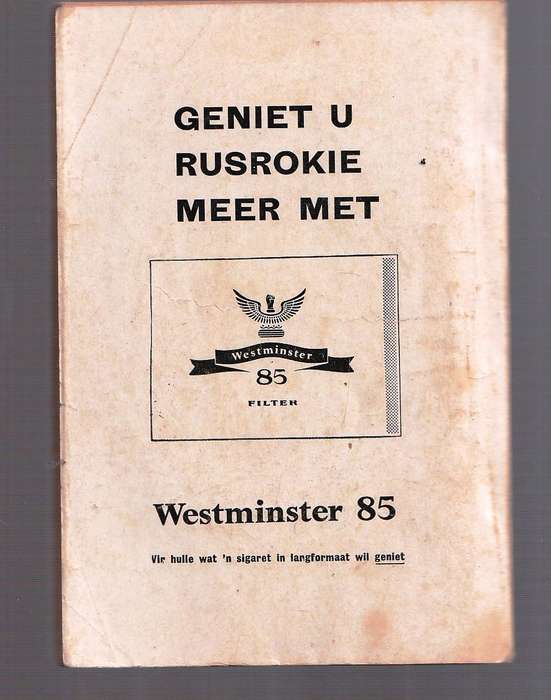 GENIET U
RUSROKIE
MEER MET
Westminster
85
FILTER
Westminster 85
Vir hulle wat 'n sigaret in langformaat wil geniet